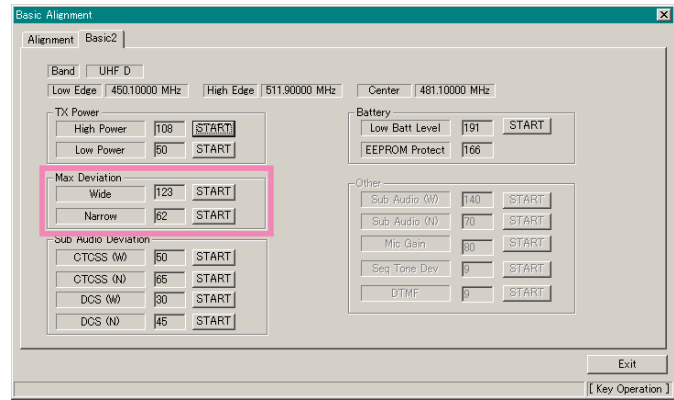 Basic Alignment
Alignment Basic2
Band UHF D
Low Edge 450.10000 MHz High Edge 511.90000 MHz Center 481.10000 MHz
TX Power
High Power 108 START
Low Power 50 START
Battery
Low Batt Level 191 START
EEPROM Protect 166
Max Deviation
Wide 123 START
Narrow 62 START
Sub Audio Deviation
CTCSS (W) 50 START
CTCSS (N) 65 START
DCS (W) 30 START
DCS (N) 45 START
Other
Sub Audio (W) 140 START
Sub Audio (N) 70 START
Mic Gain 80 START
Seq Tone Dev 9 START
DTMF 9 START
Exit
[ Key Operation ]